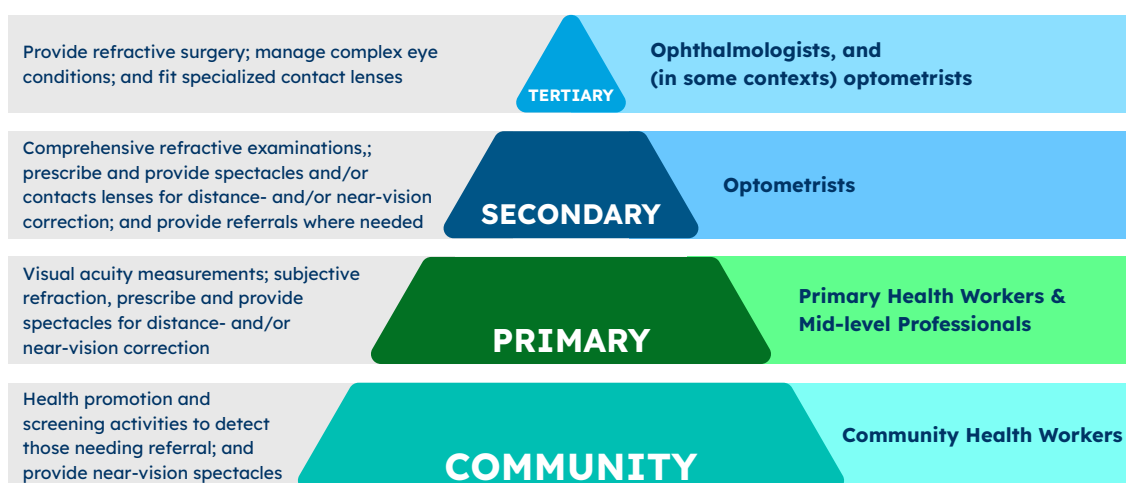 Provide refractive surgery; manage complex eye
conditions; and fit specialized contact lenses
TERTIARY
Ophthalmologists, and
(in some contexts) optometrists
Comprehensive refractive examinations,;
prescribe and provide spectacles and/or
contacts lenses for distance- and/or near-vision
correction; and provide referrals where needed
SECONDARY
Optometrists
Visual acuity measurements; subjective
refraction, prescribe and provide
spectacles for distance- and/or
near-vision correction
PRIMARY
Primary Health Workers &
Mid-level Professionals
Health promotion and
screening activities to detect
those needing referral; and
provide near-vision spectacles
COMMUNITY
Community Health Workers